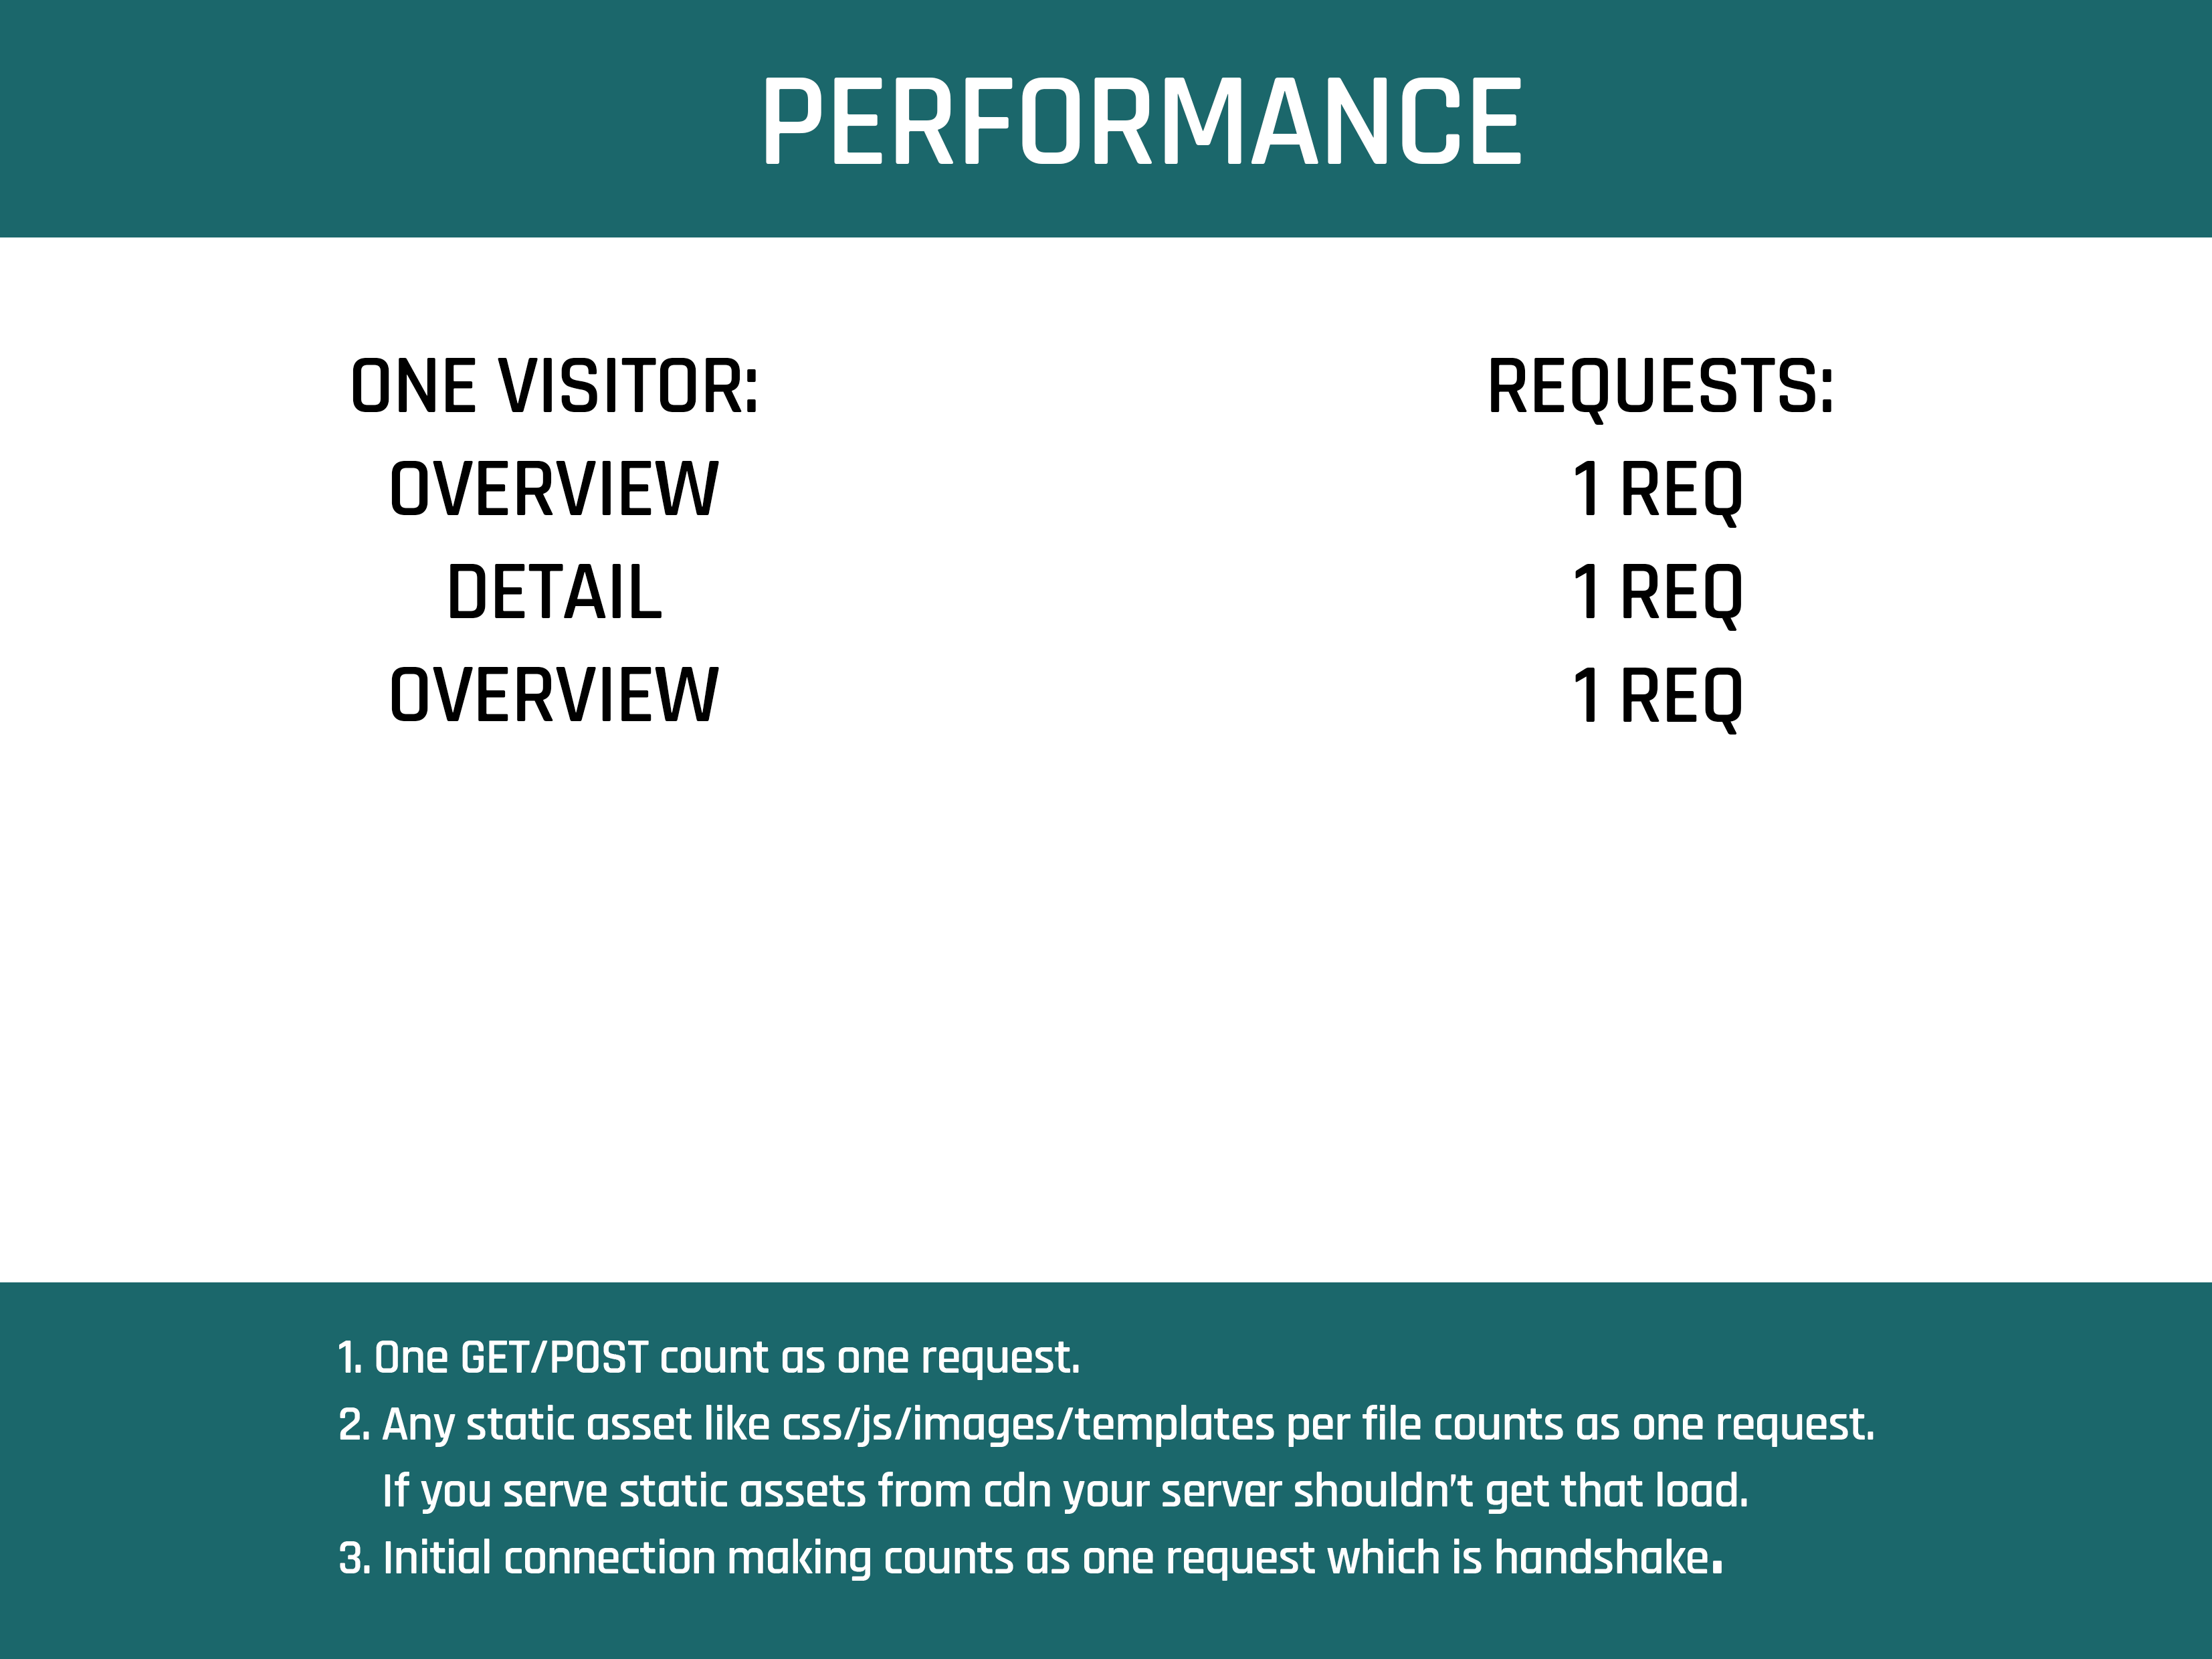 PERFORMANCE
ONE VISITOR: REQUESTS:
OVERVIEW 1 REQ
DETAIL 1 REQ
OVERVIEW 1 REQ
1. One GET/POST count as one request.
2. Any static asset like css/js/images/templates per file counts as one request.
If you serve static assets from cdn your server shouldn't get that load.
3. Initial connection making counts as one request which is handshake.